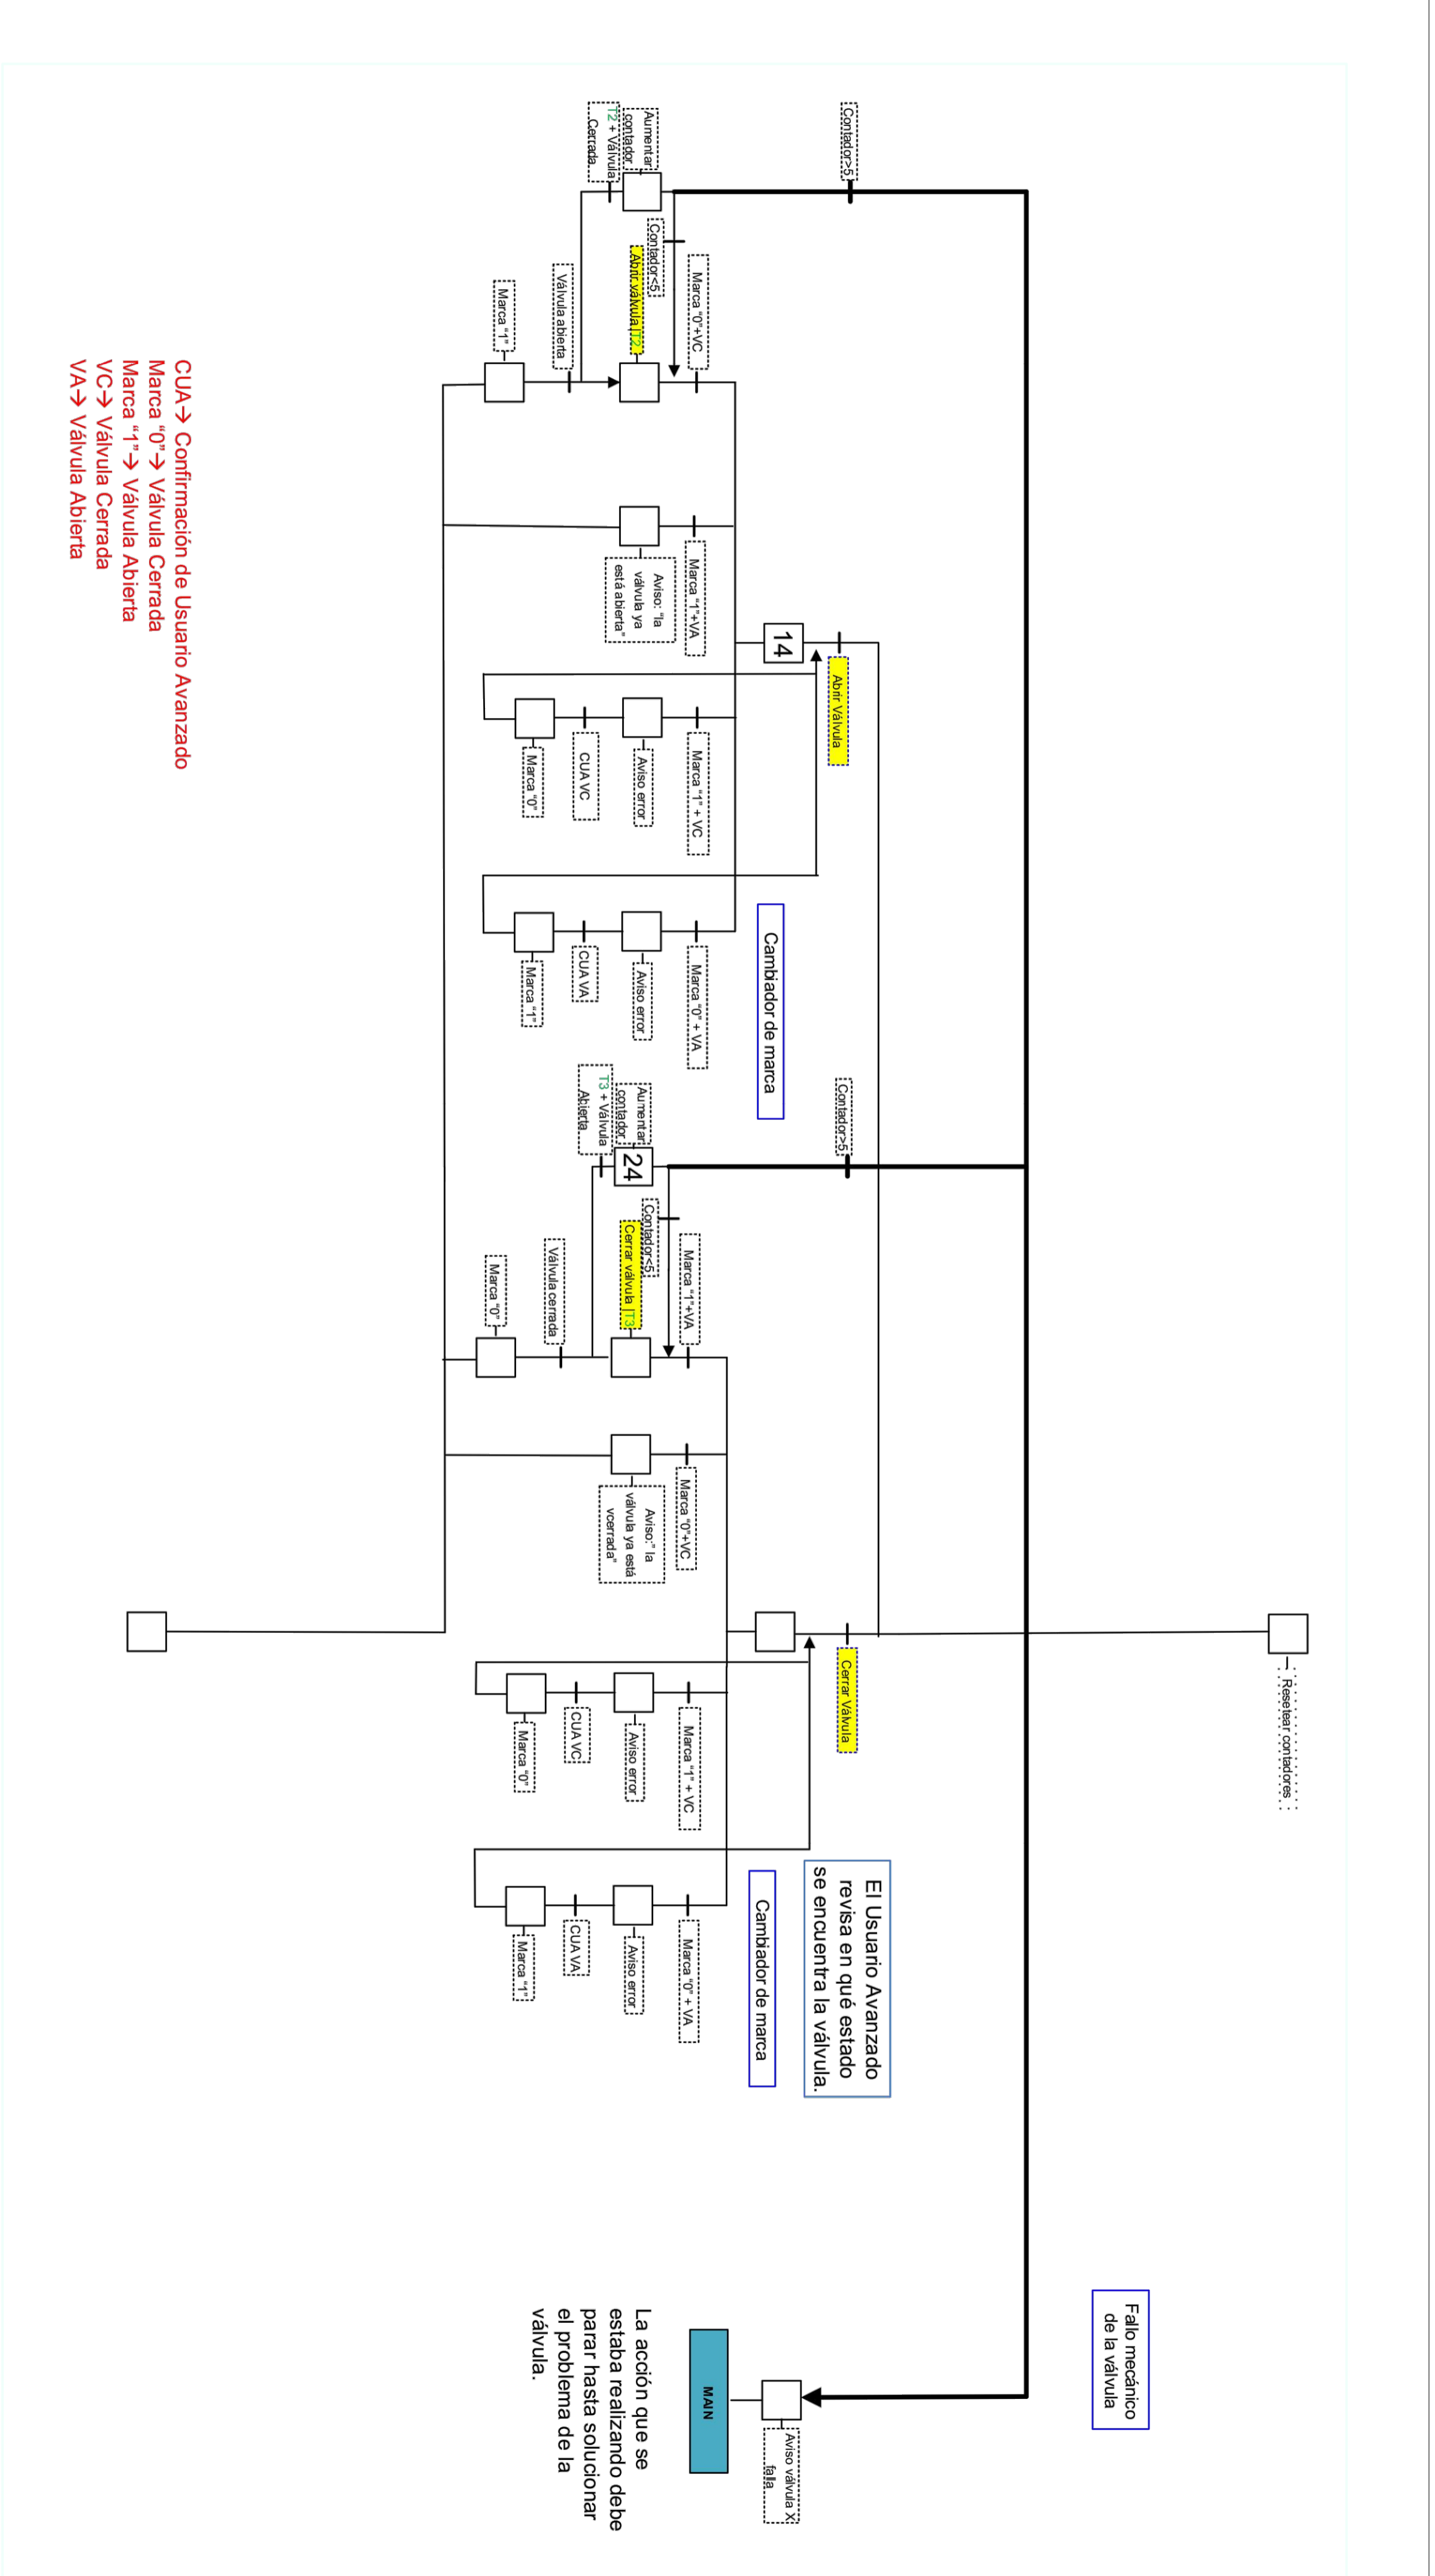 Resetear contadores
Fallo mecánico
de la válvula
Contador>5
Contador>5
Abrir Válvula
Cerrar Válvula
El Usuario Avanzado
revisa en qué estado
se encuentra la válvula.
14
Cambiador de marca
Cambiador de marca
Aviso válvula X
falla
MAIN
Marca "0"+VC
Marca "1"+VA
Marca "1" + VC
Marca "0" + VA
Marca "1"+VA
Marca "0"+VC
Marca "1" + VC
Marca "0" + VA
Aumentar
contador
Contador<5
Abrir válvula |T2
Aviso: "la
válvula ya
está abierta"
Aviso error
Aviso error
Aumentar
contador
24
Contador<5
Cerrar válvula |T3
Aviso:" la
válvula ya está
vcerrada"
Aviso error
Aviso error
La acción que se
estaba realizando debe
parar hasta solucionar
el problema de la
válvula.
T2 + Válvula
Cerrada
Válvula abierta
CUA VC
CUA VA
T3 + Válvula
Abierta
Válvula cerrada
CUA VC
CUA VA
Marca "1"
Marca "0"
Marca "1"
Marca "0"
Marca "0"
Marca "1"
CUA→ Confirmación de Usuario Avanzado
Marca "0"→ Válvula Cerrada
Marca "1"→ Válvula Abierta
VC→ Válvula Cerrada
VA→ Válvula Abierta